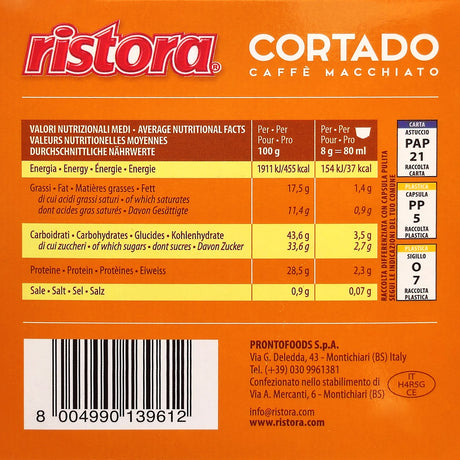 ristora®
CORTADO
CAFFÈ MACCHIATO
VALORI NUTRIZIONALI MEDI • AVERAGE NUTRITIONAL FACTS
VALEURS NUTRITIONNELLES MOYENNES
DURCHSCHNITTLICHE NÄHRWERTE
Per • Per
Pour • Pro
100 g
Per • Per
Pour • Pro
8 g = 80 ml
Energia • Energy • Énergie • Energie 1911 kJ/455 kcal 154 kJ/37 kcal
Grassi • Fat • Matières grasses • Fett 17,5 g 1,4 g
di cui acidi grassi saturi • of which saturates
dont acides gras saturés • Davon Gesättigte 11,4 g 0,9 g
Carboidrati • Carbohydrates • Glucides • Kohlenhydrate 43,6 g 3,5 g
di cui zuccheri • of which sugars • dont sucres • Davon Zucker 33,6 g 2,7 g
Proteine • Protein • Protéines • Eiweiss 28,5 g 2,3 g
Sale • Salt • Sel • Salz 0,9 g 0,07 g
RACCOLTA DIFFERENZIATA CON CAPSULA PULITA
SEGUI LE INDICAZIONI DEL TUO COMUNE
CARTA
ASTUCCIO
PAP
21
RACCOLTA
CARTA
PLASTICA
CAPSULA
PP
5
RACCOLTA
PLASTICA
PLASTICA
SIGILLO
O
7
RACCOLTA
PLASTICA
8 004990 139612
PRONTOFOODS S.p.A.
Via G. Deledda, 43 - Montichiari (BS) Italy
Tel. (+39) 030 9961381
Confezionato nello stabilimento di
Via A. Mercanti, 6 - Montichiari (BS)
info@ristora.com
www.ristora.com
IT
H4R5G
CE